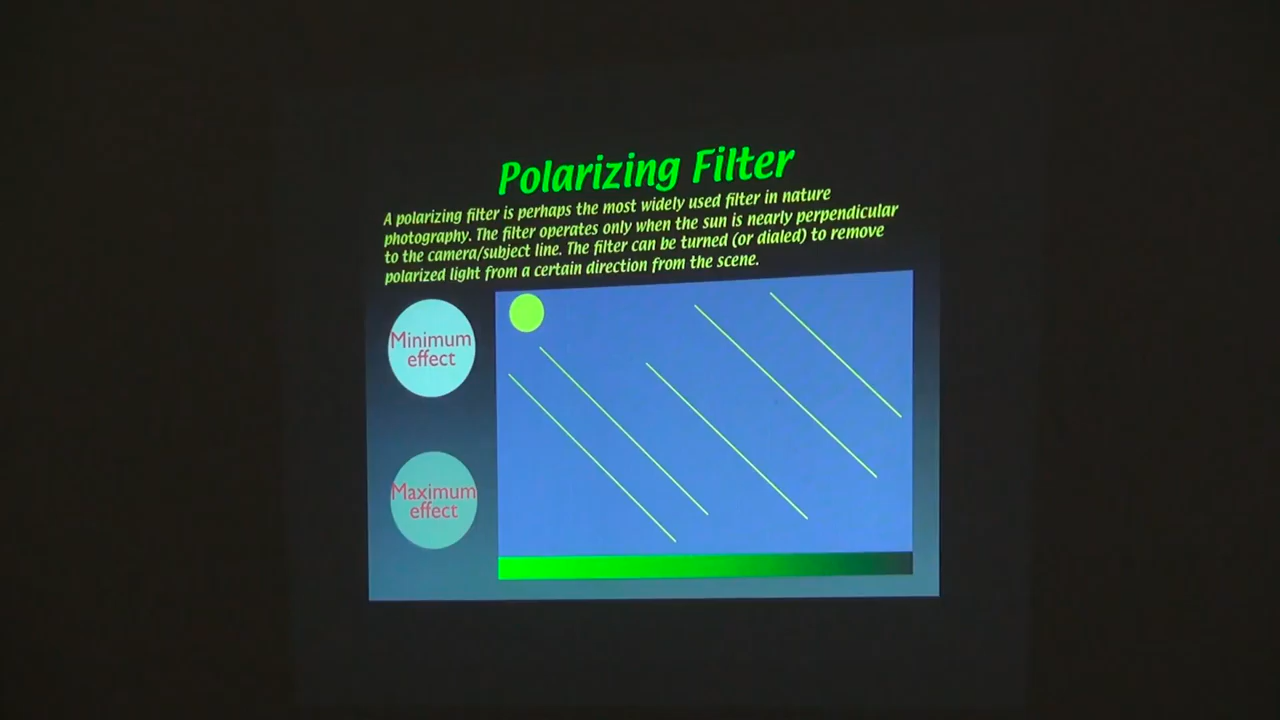 Polarizing Filter
A polarizing filter is perhaps the most widely used filter in nature
photography. The filter operates only when the sun is nearly perpendicular
to the camera/subject line. The filter can be turned (or dialed) to remove
polarized light from a certain direction from the scene.
Minimum
effect
Maximum
effect